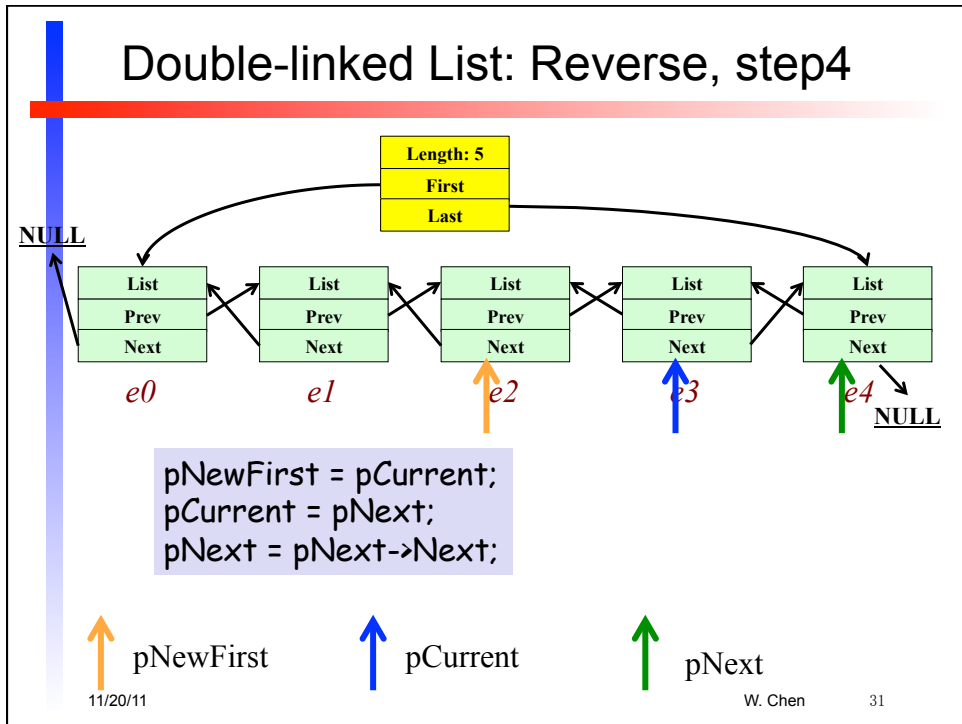 Double-linked List: Reverse, step4
Length: 5
First
Last
NULL
List List List List List
Prev Prev Prev Prev Prev
Next Next Next Next Next
e0 e1 e2 e3 e4
NULL
pNewFirst = pCurrent;
pCurrent = pNext;
pNext = pNext->Next;
pNewFirst pCurrent pNext
11/20/11 W. Chen 31